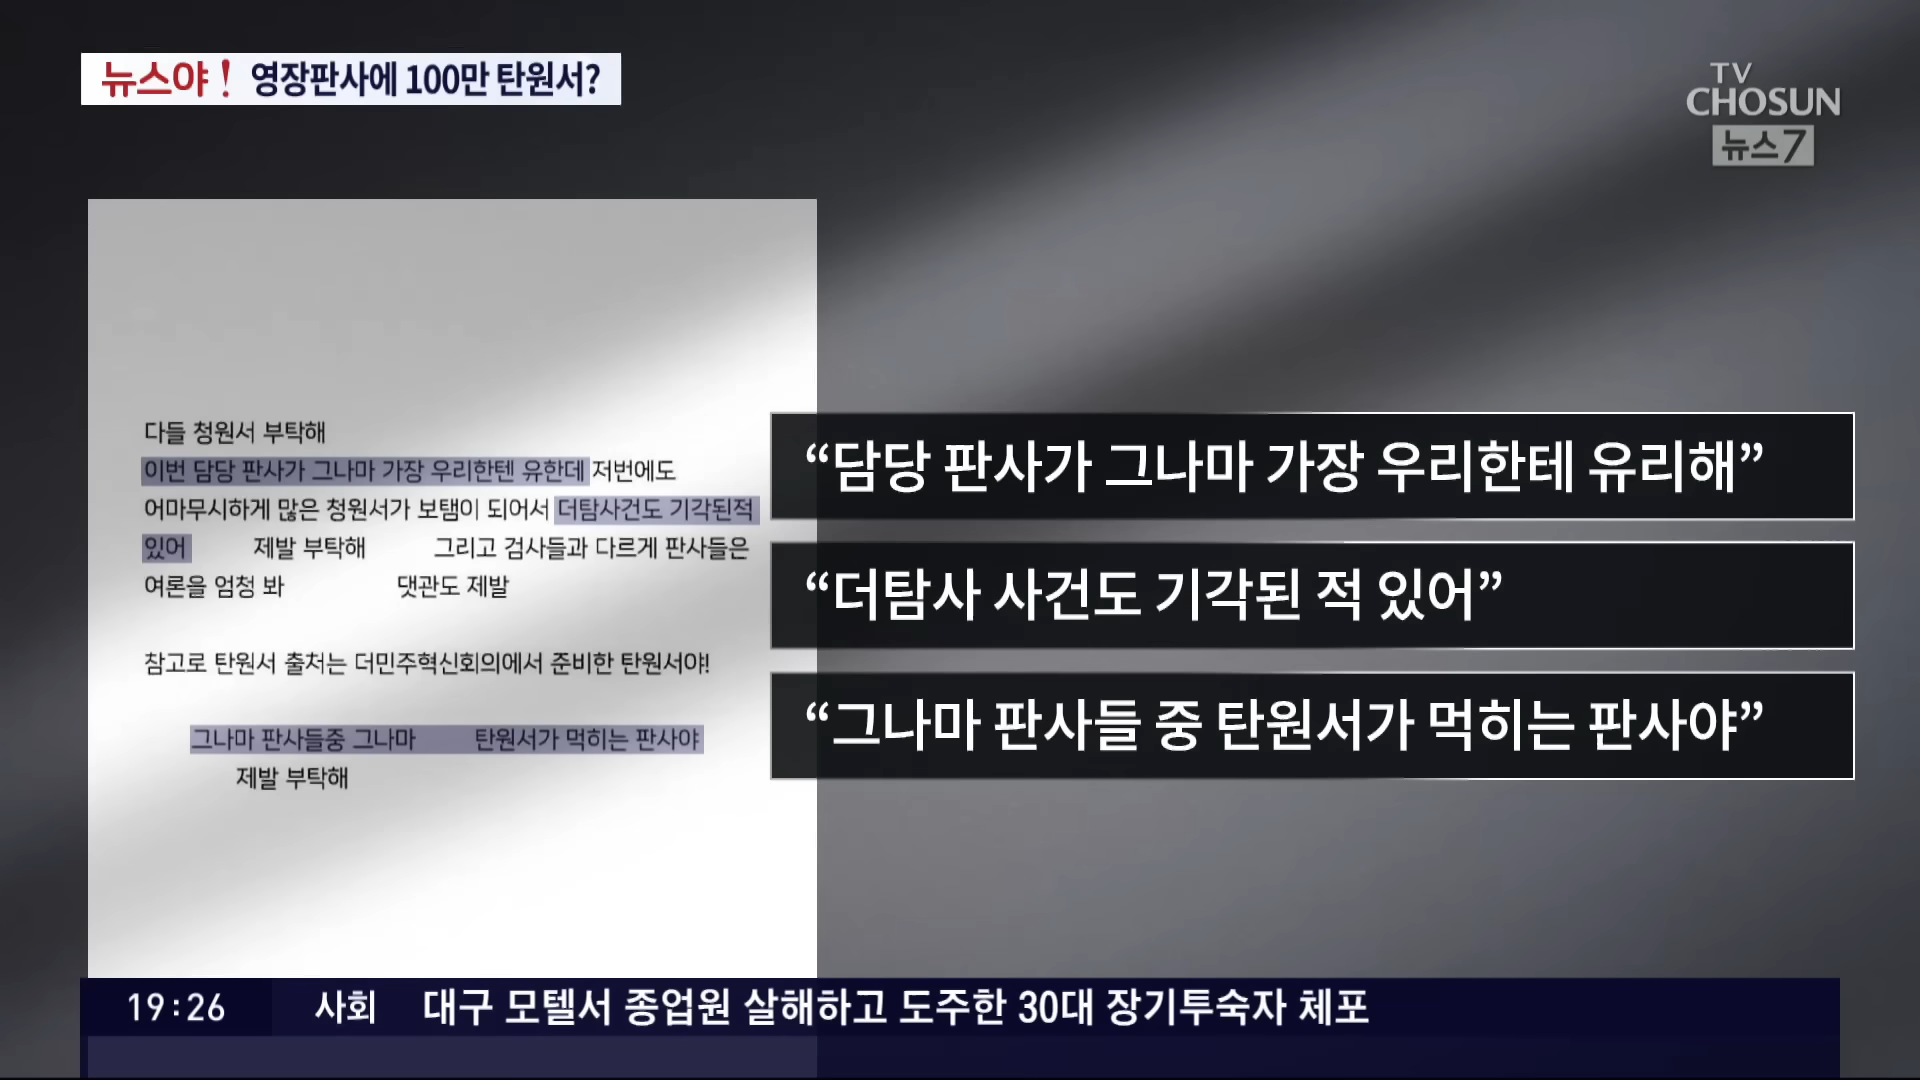 뉴스야! 영장판사에 100만 탄원서?
TV
CHOSUN
뉴스7
다들 청원서 부탁해
이번 담당 판사가 그나마 가장 우리한텐 유한데 저번에도
어마무시하게 많은 청원서가 보탬이 되어서 더탐사건도 기각된적
있어 제발 부탁해 그리고 검사들과 다르게 판사들은
여론을 엄청 봐 댓관도 제발
참고로 탄원서 출처는 더민주혁신회의에서 준비한 탄원서야!
그나마 판사들중 그나마 탄원서가 먹히는 판사야
제발 부탁해
“담당 판사가 그나마 가장 우리한테 유리해”
“더탐사 사건도 기각된 적 있어”
“그나마 판사들 중 탄원서가 먹히는 판사야”
19:26 사회 대구 모텔서 종업원 살해하고 도주한 30대 장기투숙자 체포